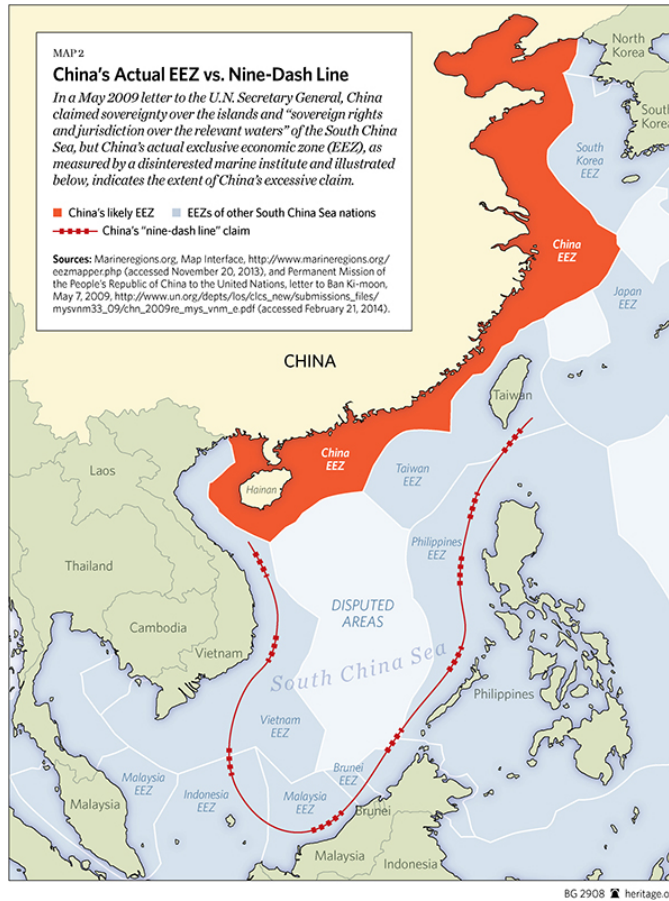 MAP 2
China's Actual EEZ vs. Nine-Dash Line
In a May 2009 letter to the U.N. Secretary General, China
claimed sovereignty over the islands and “sovereign rights
and jurisdiction over the relevant waters” of the South China
Sea, but China's actual exclusive economic zone (EEZ), as
measured by a disinterested marine institute and illustrated
below, indicates the extent of China's excessive claim.
China's likely EEZ
EEZs of other South China Sea nations
China's “nine-dash line” claim
Sources: Marineregions.org, Map Interface, http://www.marineregions.org/
eezmapper.php (accessed November 20, 2013), and Permanent Mission of
the People's Republic of China to the United Nations, letter to Ban Ki-moon,
May 7, 2009, http://www.un.org/depts/los/clcs_new/submissions_files/
mysvnm33_09/chn_2009re_mys_vnm_e.pdf (accessed February 21, 2014).
North
Korea
South
Korea
South
Korea
EEZ
China
EEZ
Japan
EEZ
CHINA
Taiwan
China
EEZ
Taiwan
EEZ
Hainan
Laos
Philippines
EEZ
Thailand
DISPUTED
AREAS
Cambodia
Vietnam
South China Sea
Philippines
Vietnam
EEZ
Malaysia
EEZ
Indonesia
EEZ
Malaysia
EEZ
Brunei
EEZ
Malaysia
Brunei
Malaysia
Indonesia
BG 2908
heritage.o